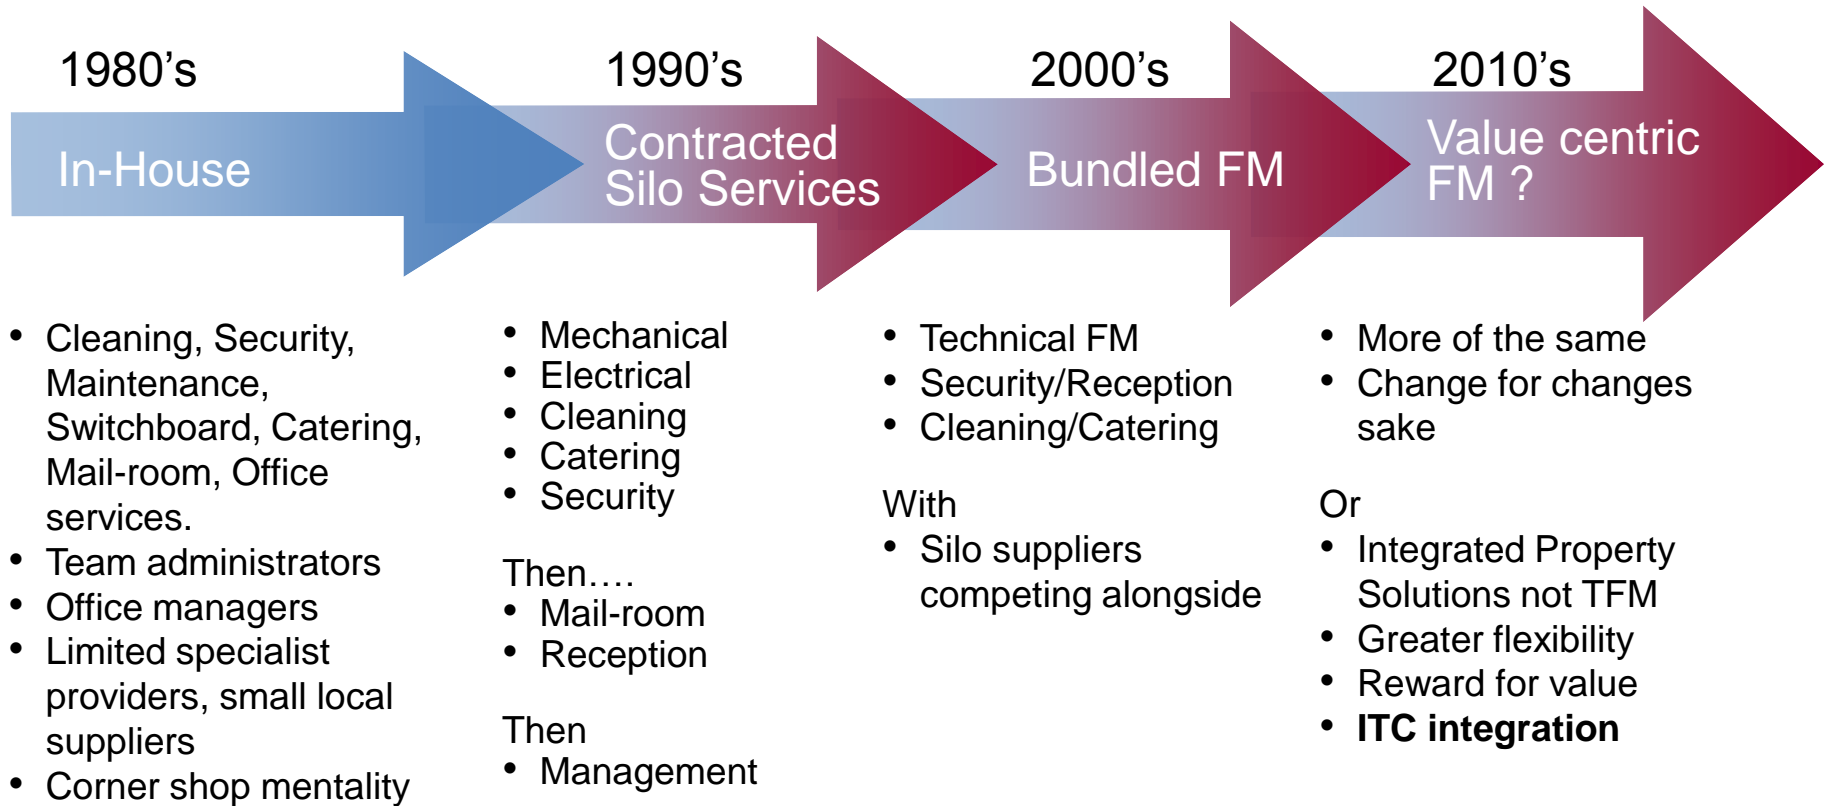 1980’s
In-House
• Cleaning, Security,
Maintenance,
Switchboard, Catering,
Mail-room, Office
services.
• Team administrators
• Office managers
• Limited specialist
providers, small local
suppliers
• Corner shop mentality
1990’s
Contracted
Silo Services
• Mechanical
• Electrical
• Cleaning
• Catering
• Security
Then….
• Mail-room
• Reception
Then
• Management
2000’s
Bundled FM
• Technical FM
• Security/Reception
• Cleaning/Catering
With
• Silo suppliers
competing alongside
2010’s
Value centric
FM ?
• More of the same
• Change for changes
sake
Or
• Integrated Property
Solutions not TFM
• Greater flexibility
• Reward for value
• ITC integration